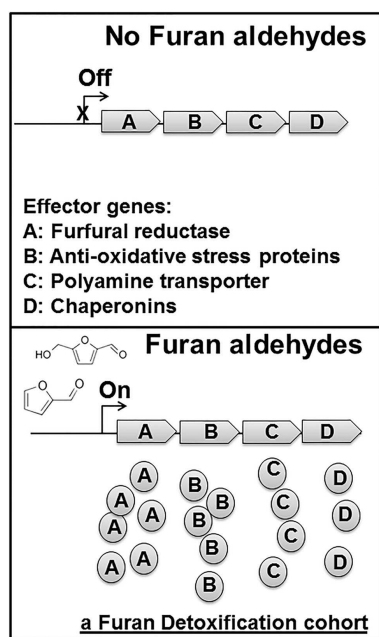 No Furan aldehydes
Off
X
A B C D
Effector genes:
A: Furfural reductase
B: Anti-oxidative stress proteins
C: Polyamine transporter
D: Chaperonins
Furan aldehydes
HO O O
O O
On
A B C D
A B C D
A B B C D
A A B C
A A B C D
B
a Furan Detoxification cohort